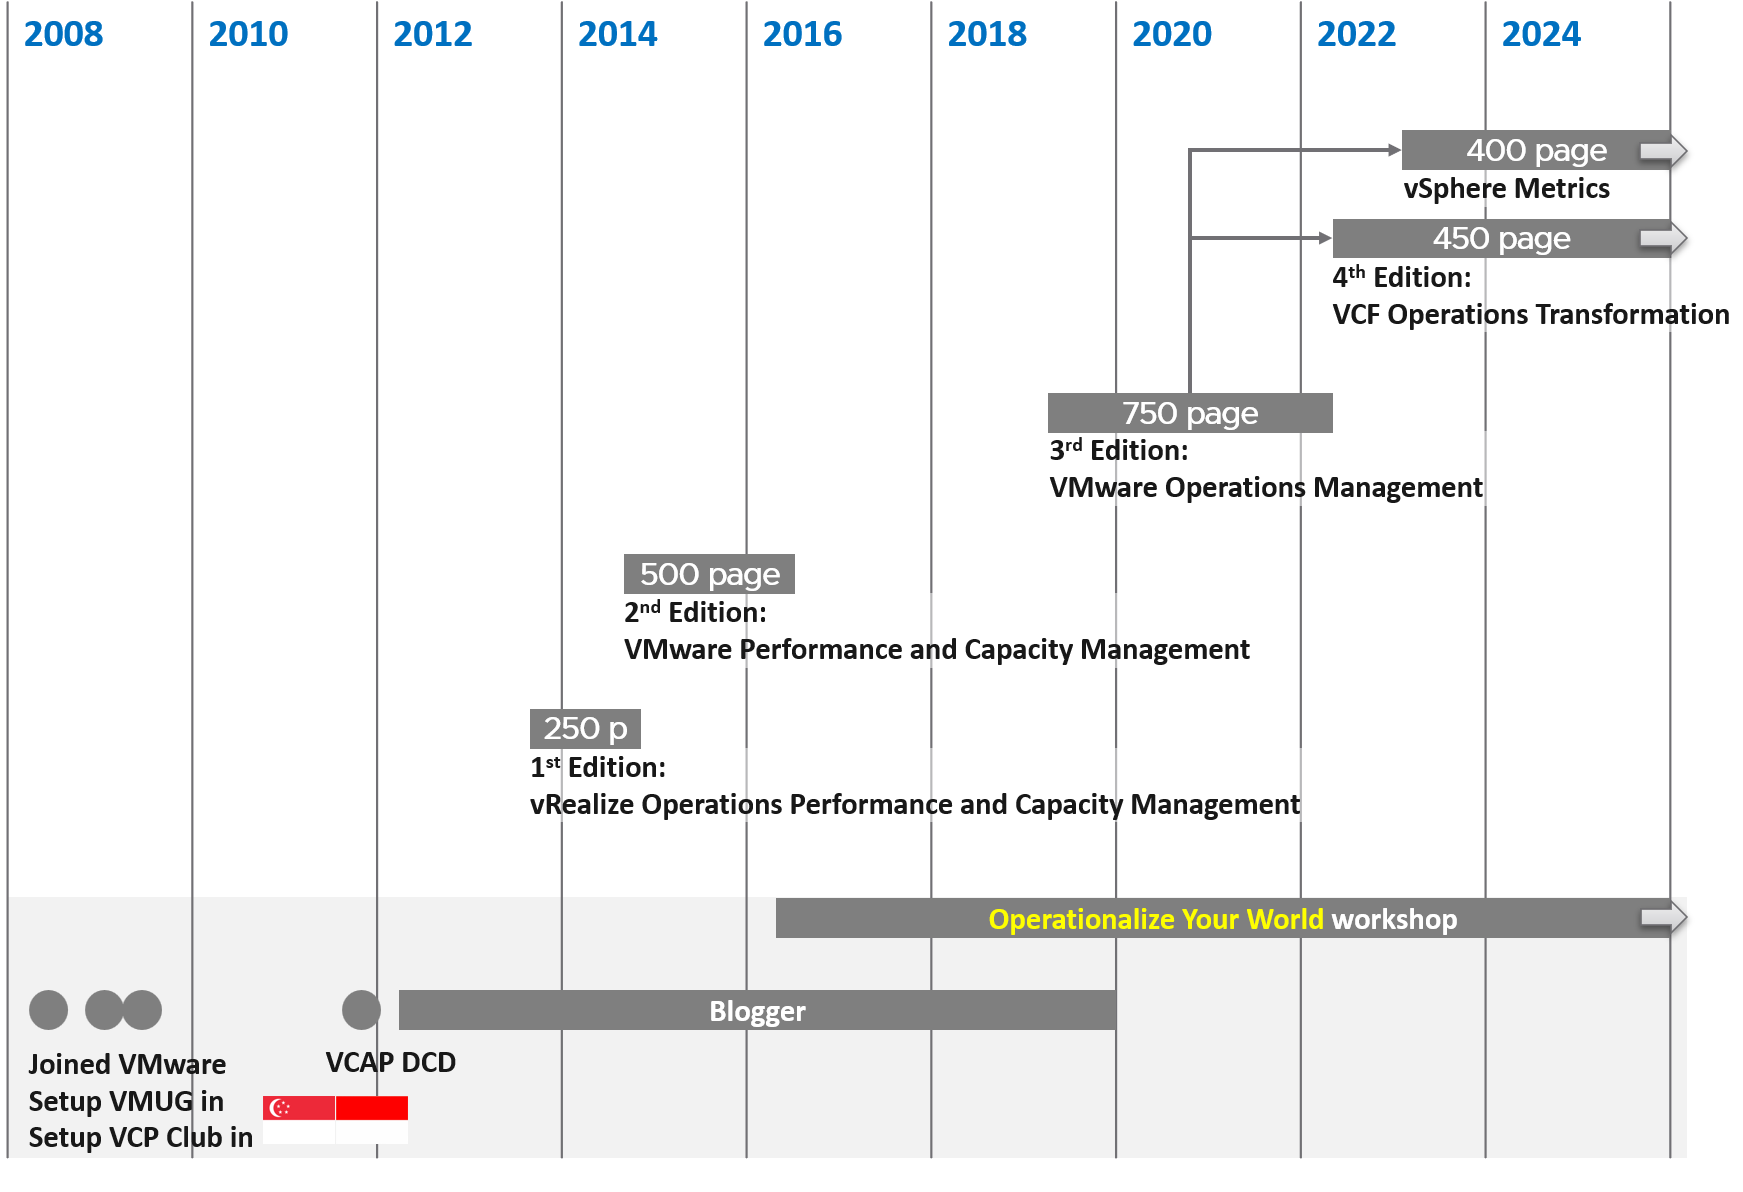 2008 2010 2012 2014 2016 2018 2020 2022 2024
400 page
vSphere Metrics
450 page
4th Edition:
VCF Operations Transformation
750 page
3rd Edition:
VMware Operations Management
500 page
2nd Edition:
VMware Performance and Capacity Management
250 p
1st Edition:
vRealize Operations Performance and Capacity Management
Operationalize Your World workshop
Blogger
Joined VMware
Setup VMUG in
Setup VCP Club in
VCAP DCD